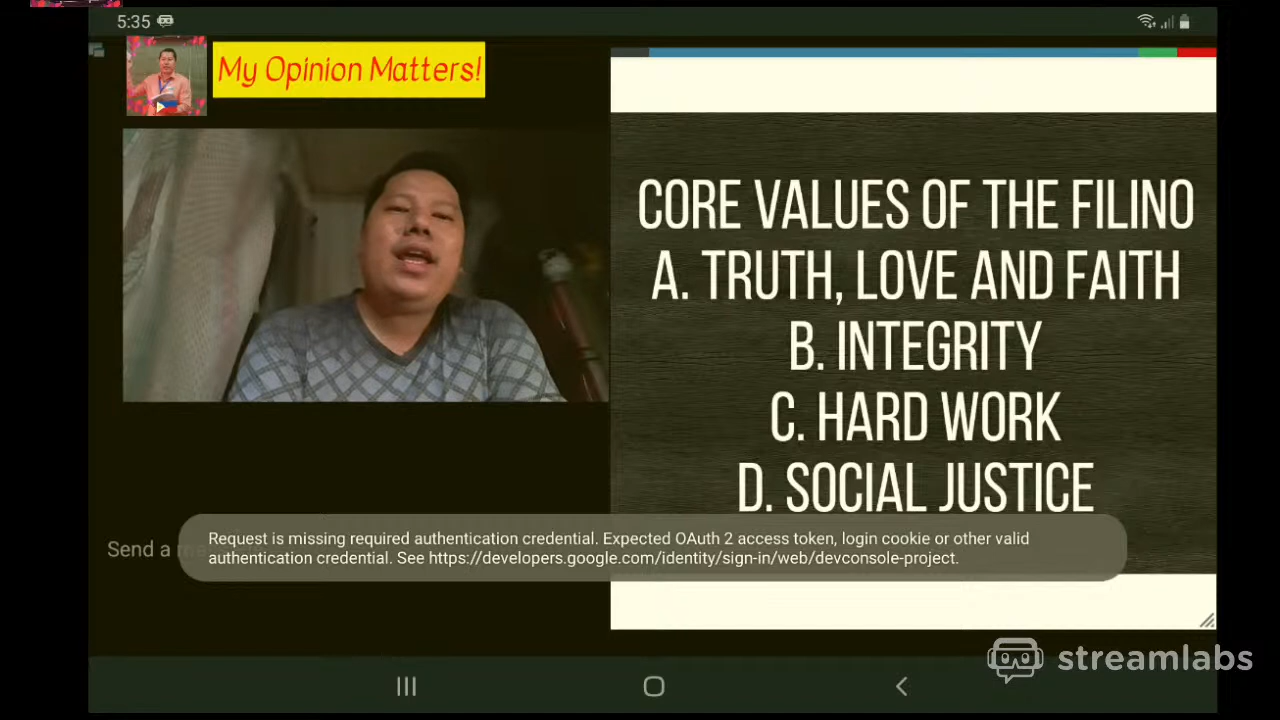 5:35
My Opinion Matters!
CORE VALUES OF THE FILINO
A. TRUTH, LOVE AND FAITH
B. INTEGRITY
C. HARD WORK
D. SOCIAL JUSTICE
Send a
Request is missing required authentication credential. Expected OAuth 2 access token, login cookie or other valid
authentication credential. See https://developers.google.com/identity/sign-in/web/devconsole-project.
streamlabs